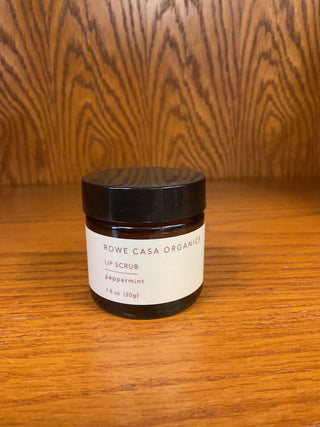 ROWE CASA ORGANICS
LIP SCRUB
peppermint
1 fl oz (30g)